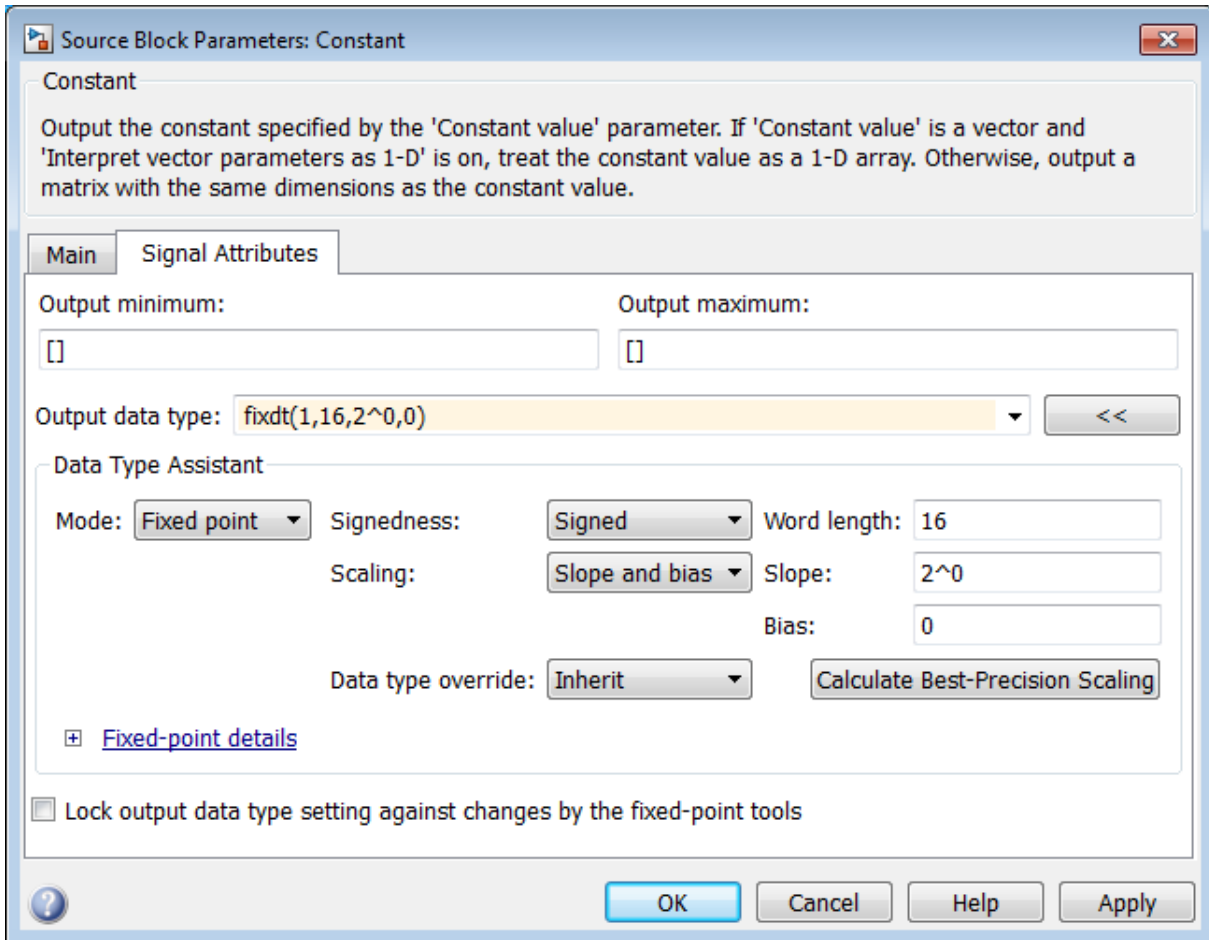 Source Block Parameters: Constant
Constant
Output the constant specified by the 'Constant value' parameter. If 'Constant value' is a vector and
'Interpret vector parameters as 1-D' is on, treat the constant value as a 1-D array. Otherwise, output a
matrix with the same dimensions as the constant value.
Main Signal Attributes
Output minimum: Output maximum:
[] []
Output data type: fixdt(1,16,2^0,0) <<
Data Type Assistant
Mode: Fixed point Signedness: Signed Word length: 16
Scaling: Slope and bias Slope: 2^0
Bias: 0
Data type override: Inherit Calculate Best-Precision Scaling
Fixed-point details
Lock output data type setting against changes by the fixed-point tools
OK Cancel Help Apply